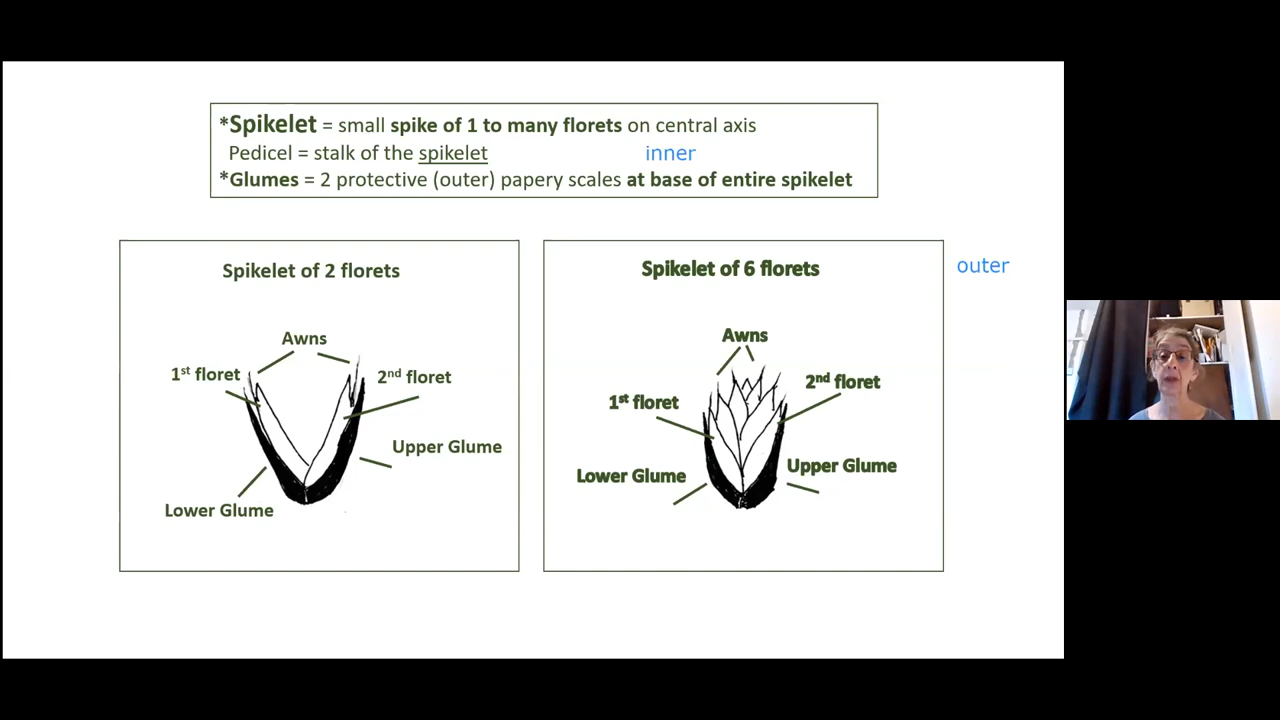 *Spikelet = small spike of 1 to many florets on central axis
Pedicel = stalk of the spikelet
inner
*Glumes = 2 protective (outer) papery scales at base of entire spikelet
outer
Spikelet of 2 florets
Awns
1st floret
2nd floret
Upper Glume
Lower Glume
Spikelet of 6 florets
Awns
2nd floret
1st floret
Upper Glume
Lower Glume